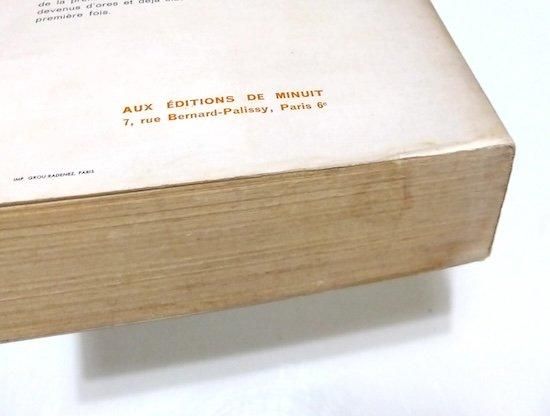 de la
devenus d'ores et déjà
première fois.
AUX ÉDITIONS DE MINUIT
7, rue Bernard-Palissy, Paris 6e
IMP. GROU-RADENEZ, PARIS